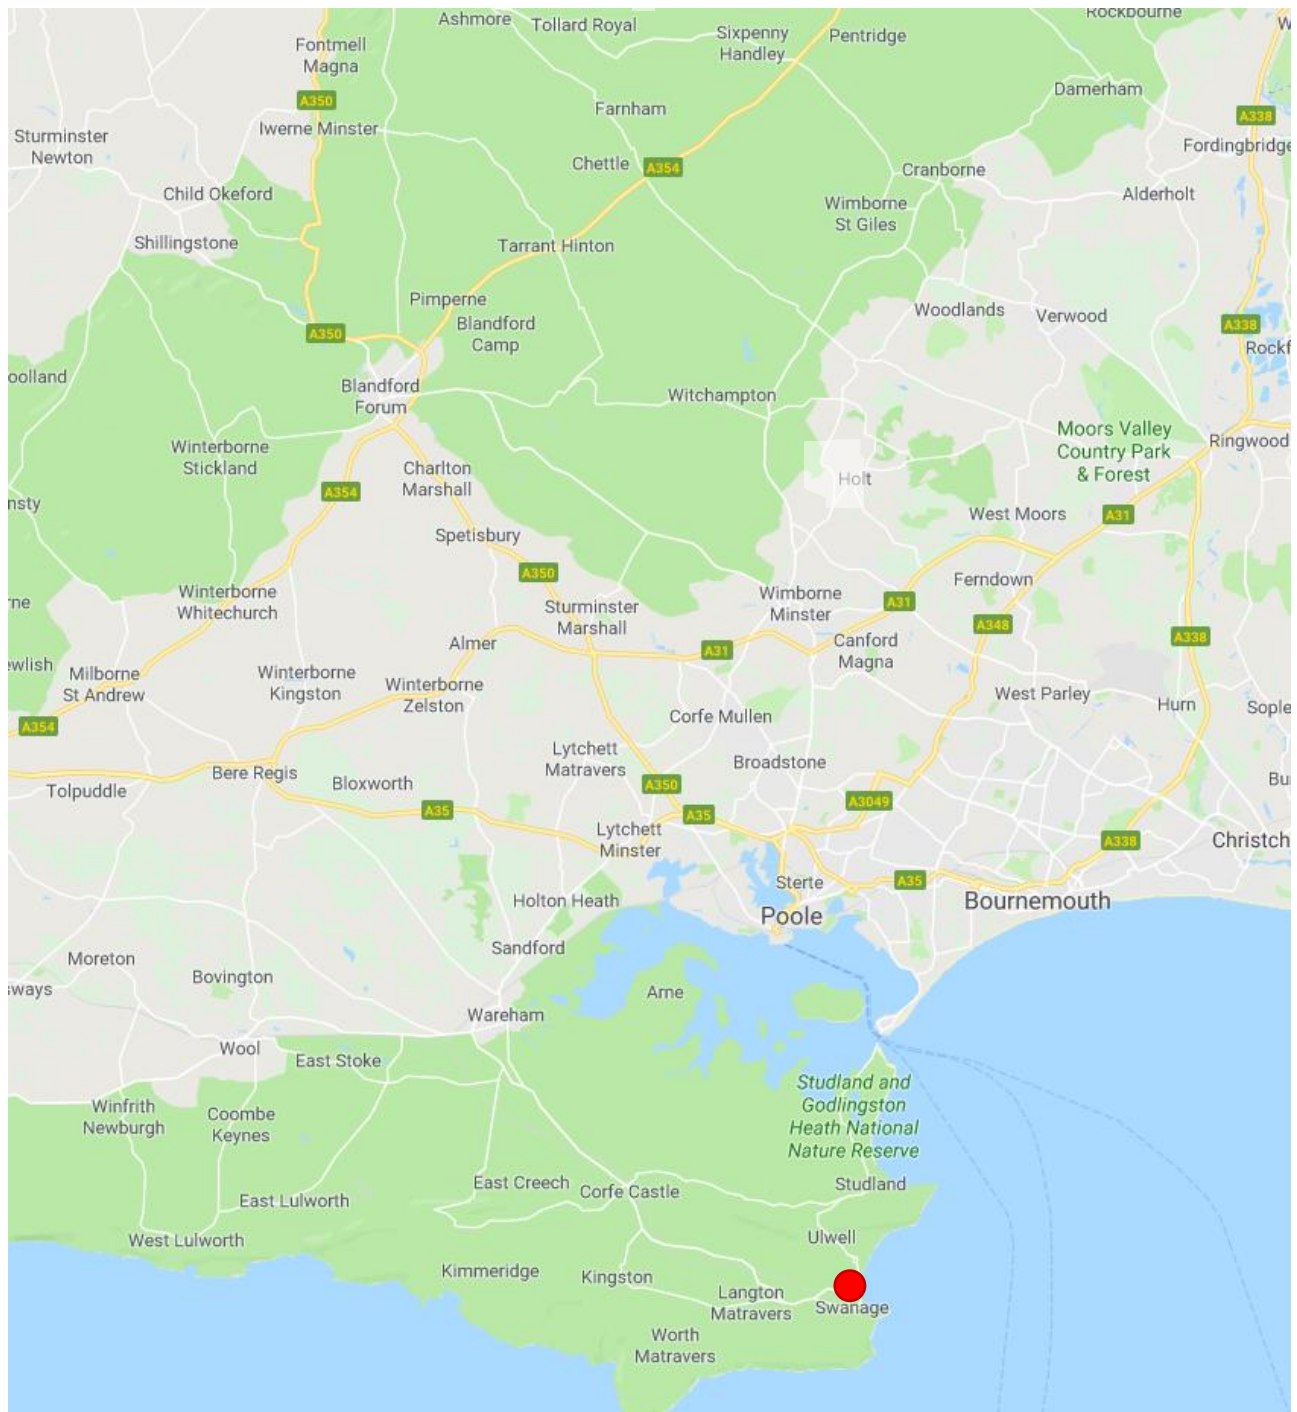 Ashmore
Tollard Royal
Sixpenny
Handley
Pentridge
Rockbourne
Fontmell
Magna
A350
Damerham
Farnham
A338
Iwerne Minster
Sturminster
Newton
Fordingbridge
Chettle
A354
Cranborne
Child Okeford
Alderholt
Wimborne
St Giles
Shillingstone
Tarrant Hinton
Pimperne
Woodlands
Verwood
Blandford
Camp
A338
A350
Rockf
oolland
Blandford
Forum
Witchampton
Moors Valley
Country Park
& Forest
Ringwood
Winterborne
Stickland
Charlton
Marshall
Holt
A354
nsty
West Moors
A31
Spetisbury
A350
Ferndown
Winterborne
Whitechurch
Wimborne
Minster
A31
rne
Sturminster
Marshall
A348
A338
Almer
A31
Canford
Magna
ewlish
Milborne
St Andrew
Winterborne
Kingston
Winterborne
Zelston
West Parley
Hurn
Sople
A354
Corfe Mullen
Lytchett
Matravers
Broadstone
Bere Regis
Bloxworth
A350
Bu
Tolpuddle
A35
A3049
A35
Lytchett
Minster
A338
Christch
Sterte
A35
Holton Heath
Poole
Bournemouth
Sandford
Moreton
Bovington
sways
Arne
Wareham
Wool
East Stoke
Studland and
Godlingston
Heath National
Nature Reserve
Winfrith
Newburgh
Coombe
Keynes
East Creech
Corfe Castle
Studland
East Lulworth
West Lulworth
Ulwell
Kimmeridge
Kingston
Langton
Matravers
Swanage
Worth
Matravers